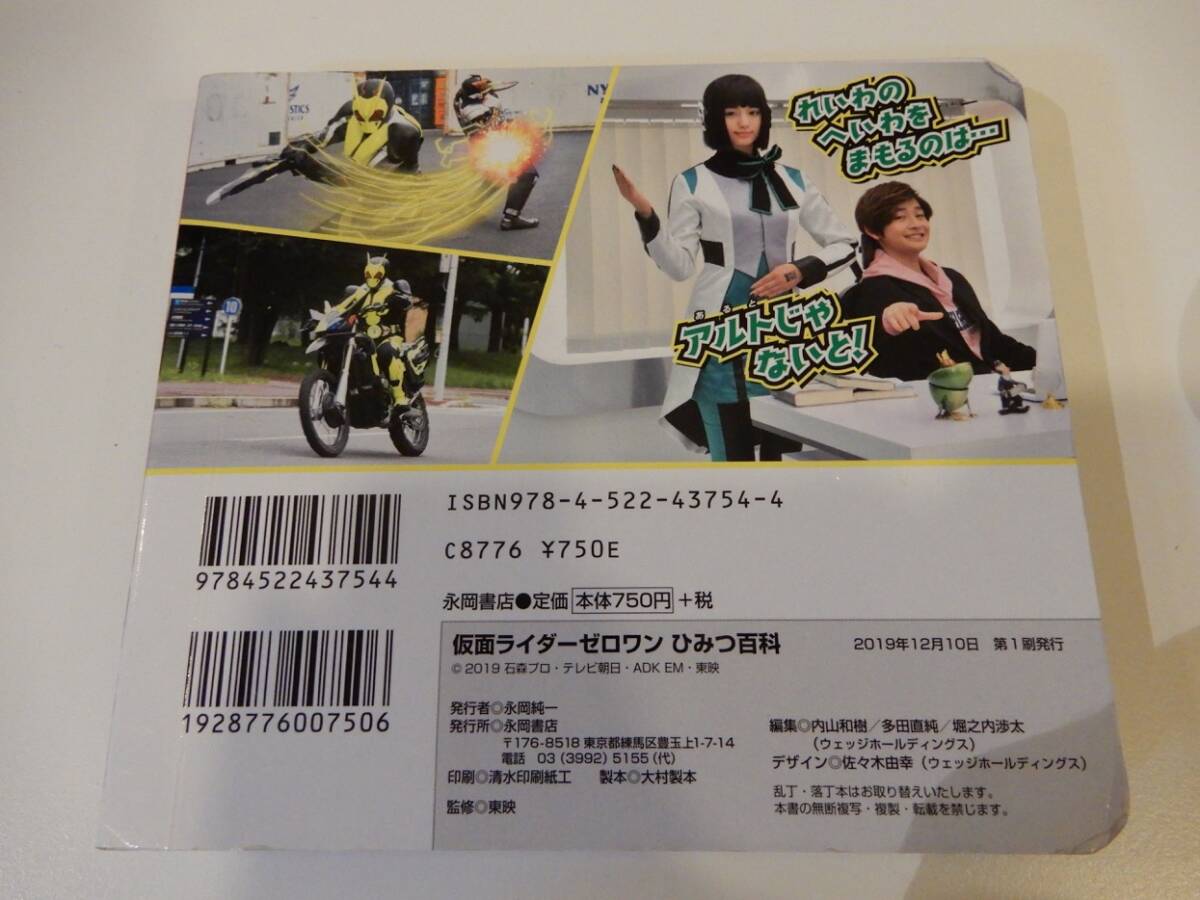 NY
STICS
10
れいわの
へいわを
まもるのは…
あると
アルトじゃ
ないと!
ISBN978-4-522-43754-4
C8776 ¥750E
9784522437544
1928776007506
永岡書店●定価 本体750円 +税
仮面ライダーゼロワン ひみつ百科
2019年12月10日 第1刷発行
©2019 石森プロ・テレビ朝日・ADK EM・東映
発行者◎永岡純一
発行所◎永岡書店
〒176-8518 東京都練馬区豊玉上1-7-14
電話 03 (3992) 5155 (代)
印刷◎清水印刷紙工 製本◎大村製本
監修◎東映
編集◎内山和樹/多田直純/堀之内渉太
(ウェッジホールディングス)
デザイン◎佐々木由幸 (ウェッジホールディングス)
乱丁・落丁本はお取り替えいたします。
本書の無断複写・複製・転載を禁じます。